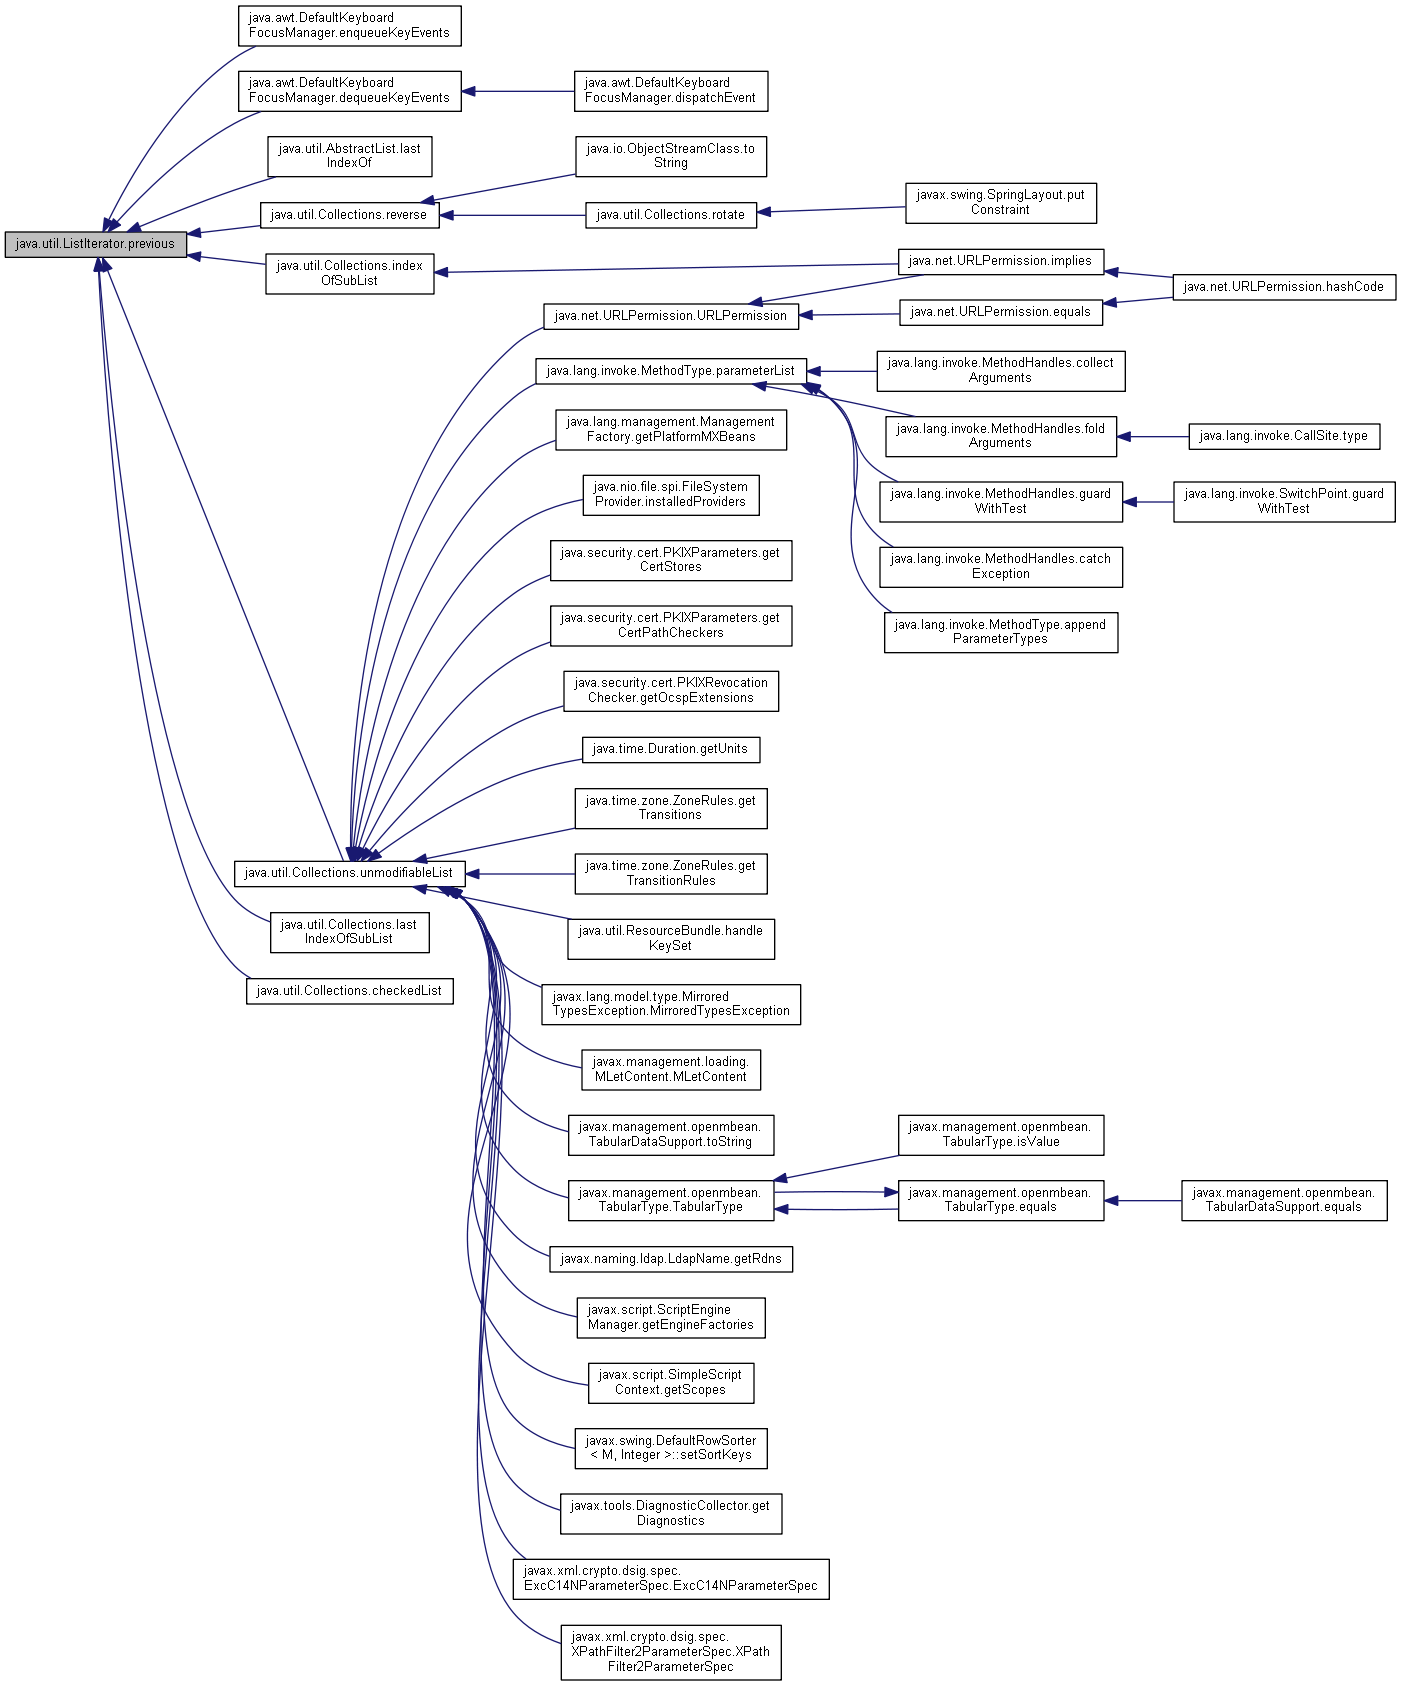 java.awt.DefaultKeyboard
FocusManager.enqueueKeyEvents
java.awt.DefaultKeyboard
FocusManager.dequeueKeyEvents
java.awt.DefaultKeyboard
FocusManager.dispatchEvent
java.util.AbstractList.last
IndexOf
java.io.ObjectStreamClass.to
String
java.util.Collections.reverse
java.util.Collections.rotate
javax.swing.SpringLayout.put
Constraint
java.util.ListIterator.previous
java.util.Collections.index
OfSubList
java.net.URLPermission.implies
java.net.URLPermission.hashCode
java.net.URLPermission.URLPermission
java.net.URLPermission.equals
java.lang.invoke.MethodType.parameterList
java.lang.invoke.MethodHandles.collect
Arguments
java.lang.management.Management
Factory.getPlatformMXBeans
java.lang.invoke.MethodHandles.fold
Arguments
java.lang.invoke.CallSite.type
java.nio.file.spi.FileSystem
Provider.installedProviders
java.lang.invoke.MethodHandles.guard
WithTest
java.lang.invoke.SwitchPoint.guard
WithTest
java.security.cert.PKIXParameters.get
CertStores
java.lang.invoke.MethodHandles.catch
Exception
java.security.cert.PKIXParameters.get
CertPathCheckers
java.lang.invoke.MethodType.append
ParameterTypes
java.security.cert.PKIXRevocation
Checker.getOcspExtensions
java.time.Duration.getUnits
java.time.zone.ZoneRules.get
Transitions
java.util.Collections.unmodifiableList
java.time.zone.ZoneRules.get
TransitionRules
java.util.Collections.last
IndexOfSubList
java.util.ResourceBundle.handle
KeySet
java.util.Collections.checkedList
javax.lang.model.type.Mirrored
TypesException.MirroredTypesException
javax.management.loading.
MLetContent.MLetContent
javax.management.openmbean.
TabularDataSupport.toString
javax.management.openmbean.
TabularType.isValue
javax.management.openmbean.
TabularType.TabularType
javax.management.openmbean.
TabularType.equals
javax.management.openmbean.
TabularDataSupport.equals
javax.naming.ldap.LdapName.getRdns
javax.script.ScriptEngine
Manager.getEngineFactories
javax.script.SimpleScript
Context.getScopes
javax.swing.DefaultRowSorter
< M, Integer >::setSortKeys
javax.tools.DiagnosticCollector.get
Diagnostics
javax.xml.crypto.dsig.spec.
ExcC14NParameterSpec.ExcC14NParameterSpec
javax.xml.crypto.dsig.spec.
XPathFilter2ParameterSpec.XPath
Filter2ParameterSpec